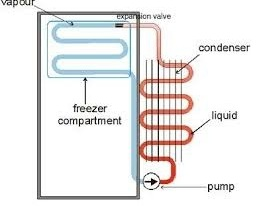 vapour
expansion valve
condenser
freezer
compartment
liquid
pump